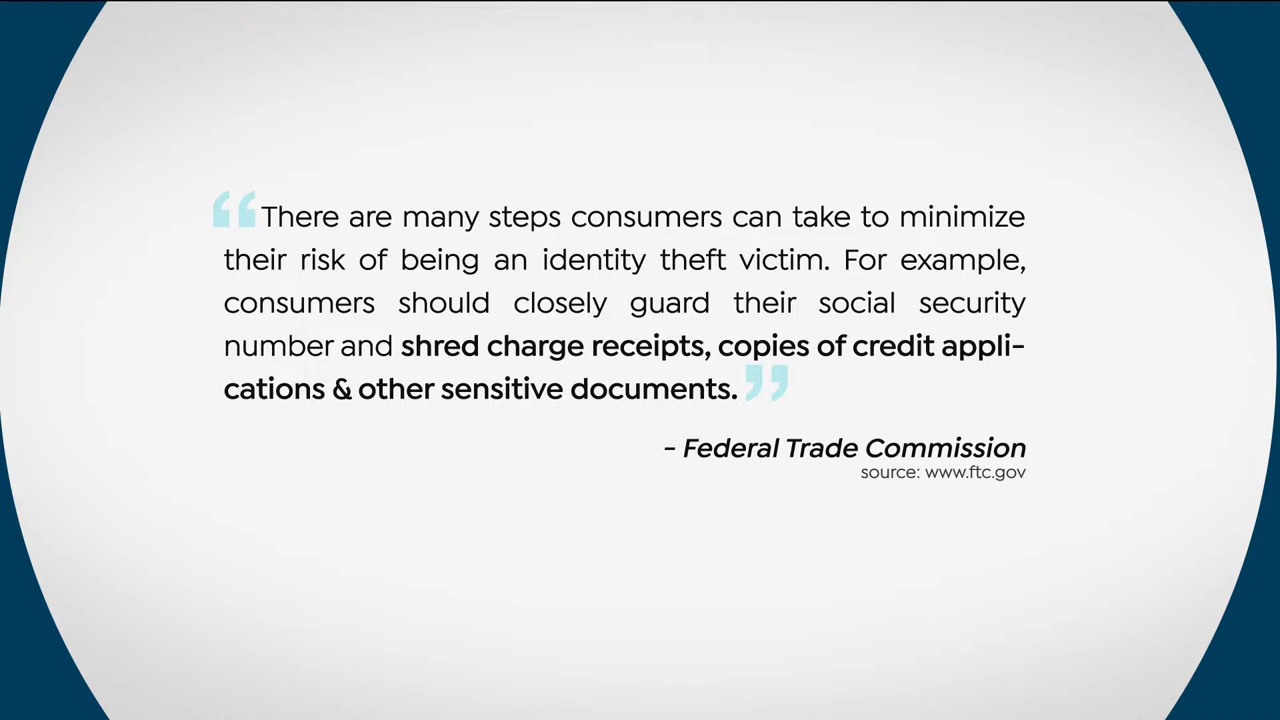 “There are many steps consumers can take to minimize
their risk of being an identity theft victim. For example,
consumers should closely guard their social security
number and shred charge receipts, copies of credit appli-
cations & other sensitive documents.”
- Federal Trade Commission
source: www.ftc.gov